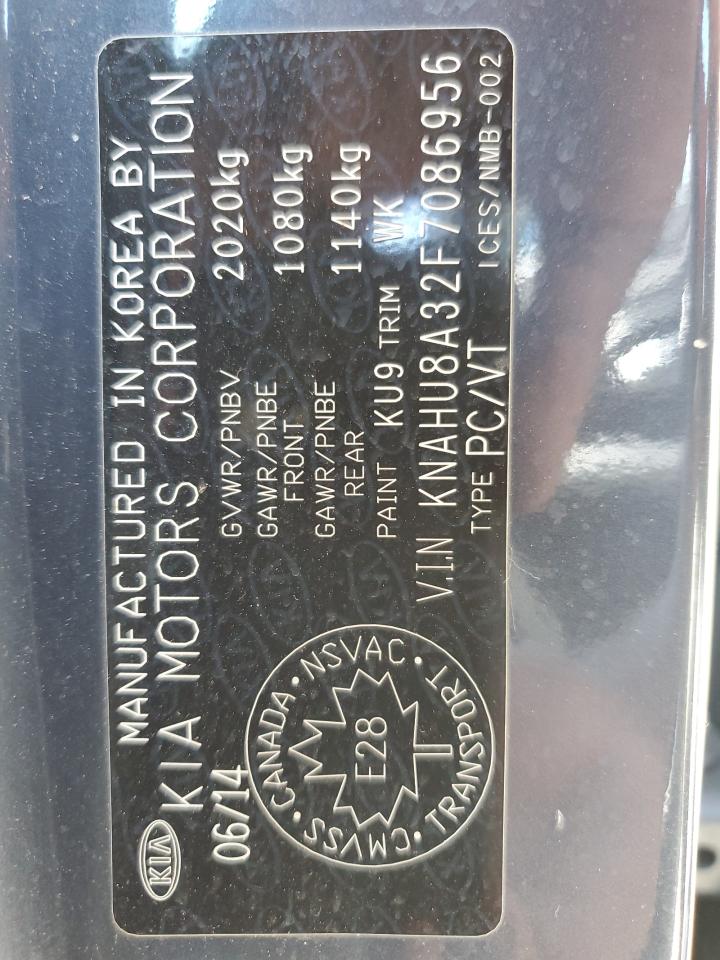 MANUFACTURED IN KOREA BY
KIA KIA MOTORS CORPORATION
06/14
GVWR/PNBV 2020kg
GAWR/PNBE FRONT 1080kg
GAWR/PNBE REAR 1140kg
PAINT KU9 TRIM WK
V.I.N KNAHU8A32F7086956
TYPE PC/VT ICES/NMB-002
CANADA · NSVAC · TRANSPORT · CMVSS ·
E28